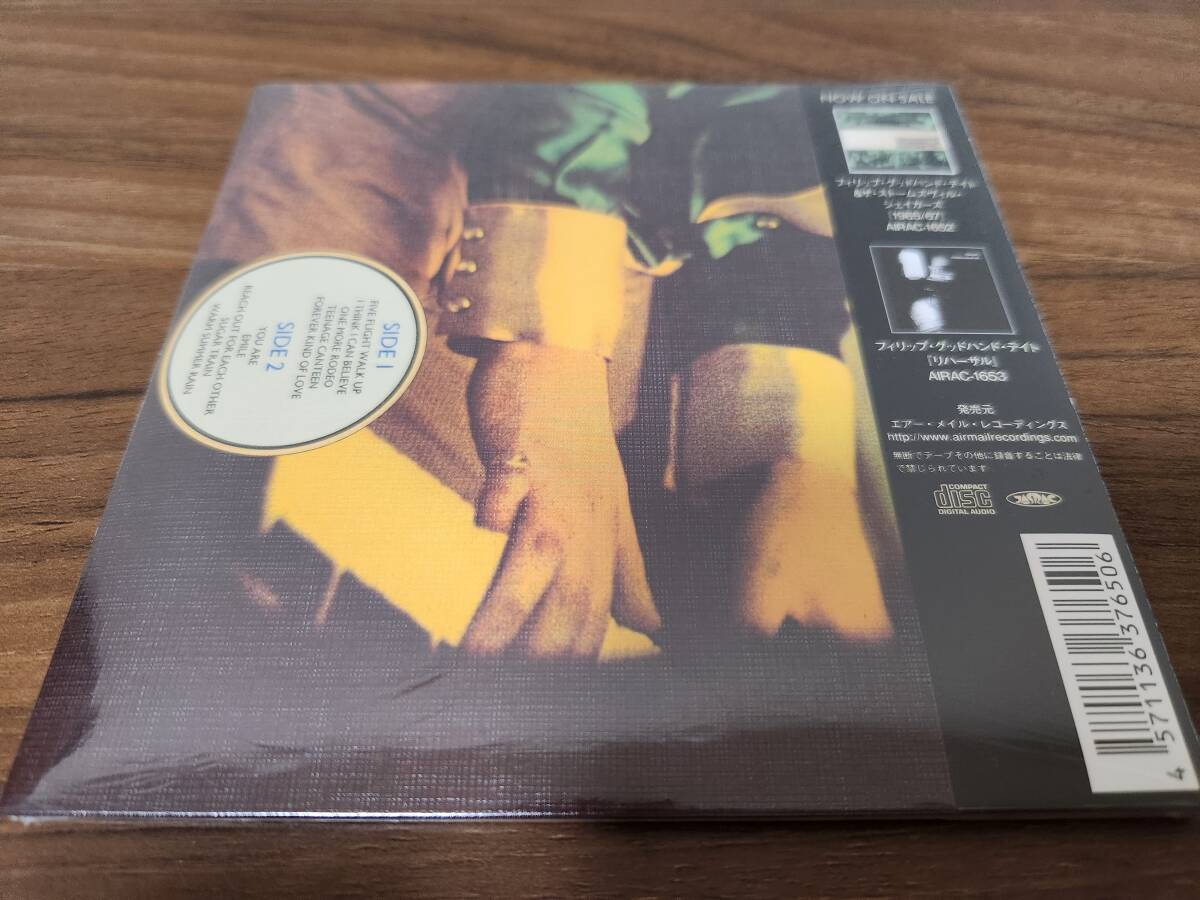 SIDE 1
FIVE FLIGHT WALK UP
I THINK I CAN BELIEVE
ONE MORE RODEO
TEENAGE CANTEEN
FOREVER KIND OF LOVE
SIDE 2
YOU ARE
EMILE
REACH OUT FOR EACH OTHER
SUGAR TRAIN
WARM SUMMER RAIN
NOW ON SALE
フィリップ・グッドハンド・テイト
&ザ・ストームズヴィル・
シェイカーズ
『1965/67』
AIRAC-1652
フィリップ・グッドハンド・テイト
『リハーサル』
AIRAC-1653
発売元
エアー・メイル・レコーディングス
http://www.airmailrecordings.com
無断でテープその他に録音することは法律
で禁じられています
COMPACT
disc
DIGITAL AUDIO
JASRAC
4 571136 376506